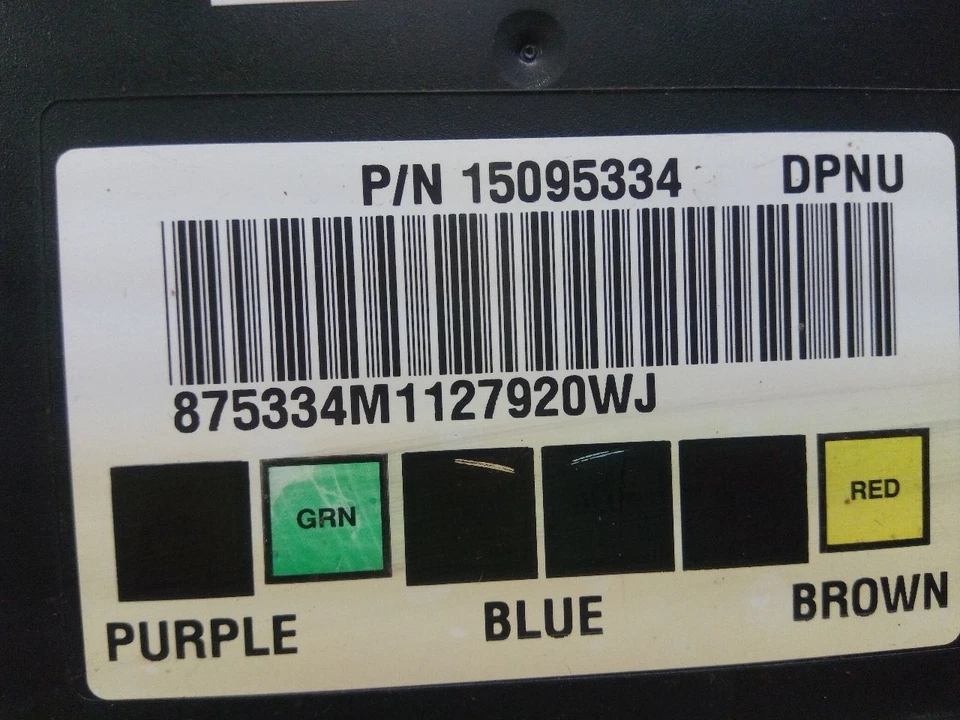 P/N 15095334 DPNU
875334M1127920WJ
GRN RED
PURPLE BLUE BROWN